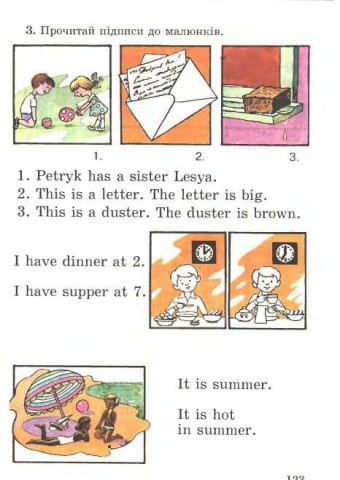 3. Прочитай підписи до малюнків.
1. 2. 3.
1. Petryk has a sister Lesya.
2. This is a letter. The letter is big.
3. This is a duster. The duster is brown.
I have dinner at 2.
I have supper at 7.
It is summer.
It is hot
in summer.